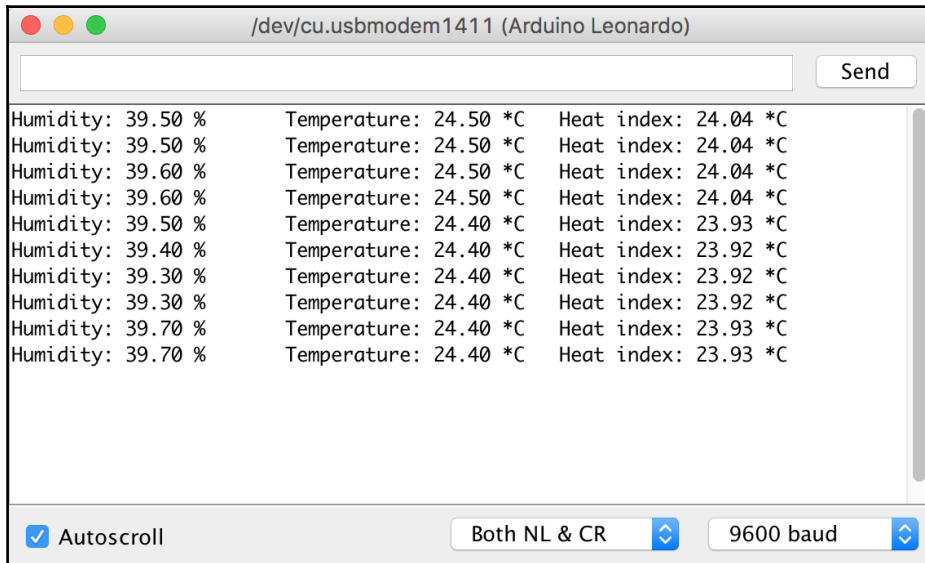 /dev/cu.usbmodem1411 (Arduino Leonardo)
Send
Humidity: 39.50 % Temperature: 24.50 *C Heat index: 24.04 *C
Humidity: 39.50 % Temperature: 24.50 *C Heat index: 24.04 *C
Humidity: 39.60 % Temperature: 24.50 *C Heat index: 24.04 *C
Humidity: 39.60 % Temperature: 24.50 *C Heat index: 24.04 *C
Humidity: 39.50 % Temperature: 24.40 *C Heat index: 23.93 *C
Humidity: 39.40 % Temperature: 24.40 *C Heat index: 23.92 *C
Humidity: 39.30 % Temperature: 24.40 *C Heat index: 23.92 *C
Humidity: 39.30 % Temperature: 24.40 *C Heat index: 23.92 *C
Humidity: 39.70 % Temperature: 24.40 *C Heat index: 23.93 *C
Humidity: 39.70 % Temperature: 24.40 *C Heat index: 23.93 *C
Autoscroll Both NL & CR 9600 baud